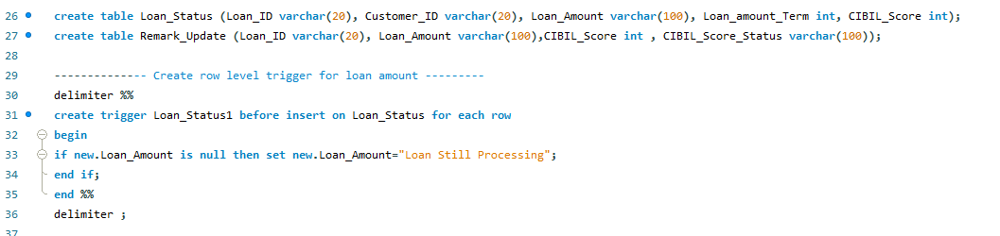 26 create table Loan_Status (Loan_ID varchar(20), Customer_ID varchar(20), Loan_Amount varchar(100), Loan_amount_Term int, CIBIL_Score int);
27 create table Remark_Update (Loan_ID varchar(20), Loan_Amount varchar(100),CIBIL_Score int , CIBIL_Score_Status varchar(100));
28
29 -------------- Create row level trigger for loan amount ---------
30 delimiter %%
31 create trigger Loan_Status1 before insert on Loan_Status for each row
32 begin
33 if new.Loan_Amount is null then set new.Loan_Amount="Loan Still Processing";
34 end if;
35 end %%
36 delimiter ;
37